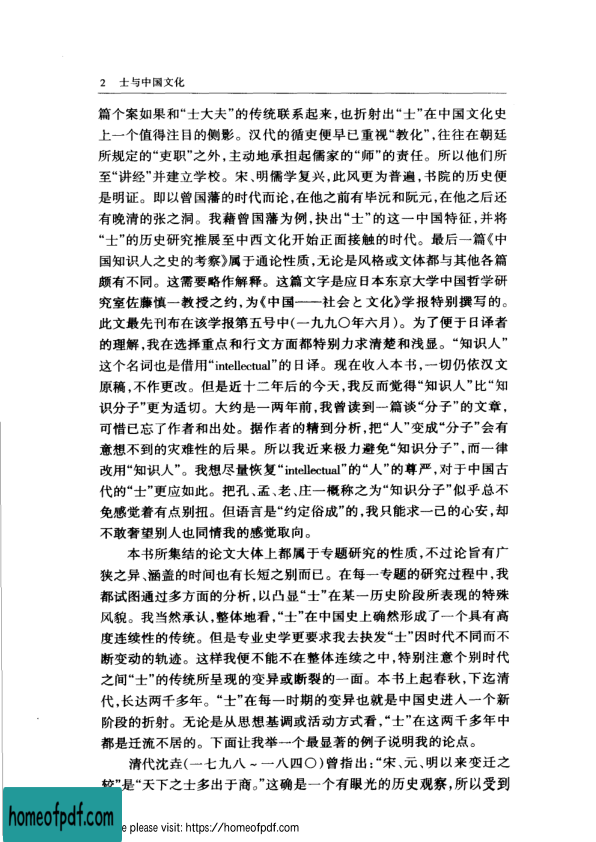 2 士与中国文化
篇个案如果和“士大夫”的传统联系起来,也折射出“士”在中国文化史
上一个值得注目的侧影。汉代的循吏便早已重视“教化”,往往在朝廷
所规定的“吏职”之外,主动地承担起儒家的“师”的责任。所以他们所
至“讲经”并建立学校。宋、明儒学复兴,此风更为普遍,书院的历史便
是明证。即以曾国藩的时代而论,在他之前有毕沅和阮元,在他之后还
有晚清的张之洞。我藉曾国藩为例,抉出“士”的这一中国特征,并将
“士”的历史研究推展至中西文化开始正面接触的时代。最后一篇《中
国知识人之史的考察》属于通论性质,无论是风格或文体都与其他各篇
颇有不同。这需要略作解释。这篇文字是应日本东京大学中国哲学研
究室佐藤慎一教授之约,为《中国——社会と文化》学报特别撰写的。
此文最先刊布在该学报第五号中(一九九〇年六月)。为了便于日译者
的理解,我在选择重点和行文方面都特别力求清楚和浅显。“知识人”
这个名词也是借用“intellectual”的日译。现在收入本书,一切仍依汉文
原稿,不作更改。但是近十二年后的今天,我反而觉得“知识人”比“知
识分子”更为适切。大约是一两年前,我曾读到一篇谈“分子”的文章,
可惜已忘了作者和出处。据作者的精到分析,把“人”变成“分子”会有
意想不到的灾难性的后果。所以我近来极力避免“知识分子”,而一律
改用“知识人”。我想尽量恢复“intellectual”的“人”的尊严,对于中国古
代的“士”更应如此。把孔、孟、老、庄一概称之为“知识分子”似乎总不
免感觉着有点别扭。但语言是“约定俗成”的,我只能求一己的心安,却
不敢奢望别人也同情我的感觉取向。
本书所集结的论文大体上都属于专题研究的性质,不过论旨有广
狭之异、涵盖的时间也有长短之别而已。在每一专题的研究过程中,我
都试图通过多方面的分析,以凸显“士”在某一历史阶段所表现的特殊
风貌。我当然承认,整体地看,“士”在中国史上确然形成了一个具有高
度连续性的传统。但是专业史学更要求我去抉发“士”因时代不同而不
断变动的轨迹。这样我便不能不在整体连续之中,特别注意个别时代
之间“士”的传统所呈现的变异或断裂的一面。本书上起春秋,下迄清
代,长达两千多年。“士”在每一时期的变异也就是中国史进入一个新
阶段的折射。无论是从思想基调或活动方式看,“士”在这两千多年中
都是迁流不居的。下面让我举一个最显著的例子说明我的论点。
清代沈垚(一七九八~一八四〇)曾指出:“宋、元、明以来变迁之
较”是“天下之士多出于商。”这确是一个有眼光的历史观察,所以受到
homeofpdf.com
e please visit: https://homeofpdf.com